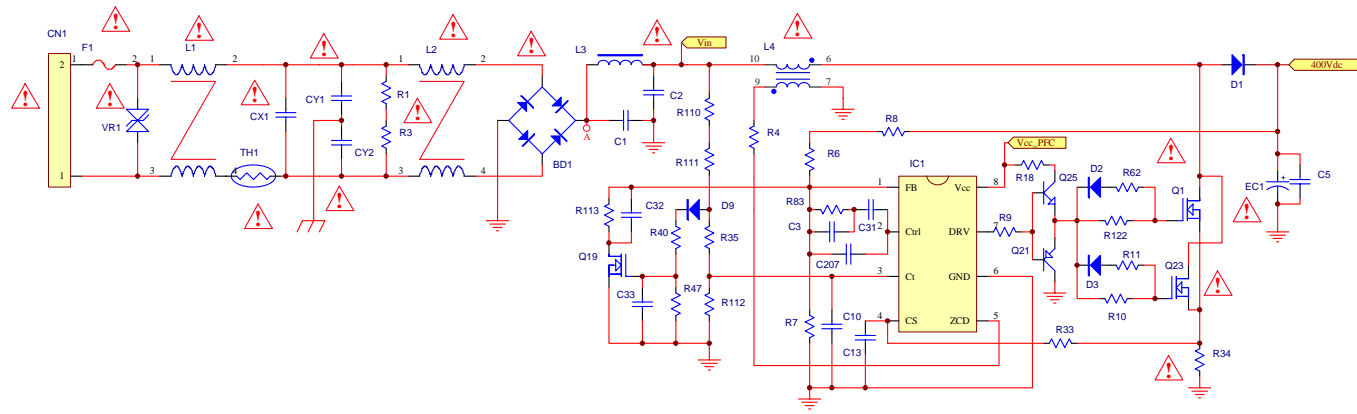 CN1
F1
L1
L2
L3
Vin
L4
2
1
2
1
2
1
2
10
6
400Vdc
9
7
D1
VR1
CX1
CY1
CY2
R1
R3
C2
C1
A
BD1
R110
R4
R8
R6
Vcc_PFC
TH1
1
3
4
3
4
R111
IC1
R18
Q25
D2
R62
Q1
EC1
+
C5
1
FB
Vcc
8
R113
C32
D9
R83
C3
C31
2
Ctrl
DRV
7
R9
R122
R40
R35
Q21
Q19
C207
D3
R11
Q23
3
Ct
GND
6
C33
R47
R112
R10
R7
C10
C13
4
CS
ZCD
5
R33
R34